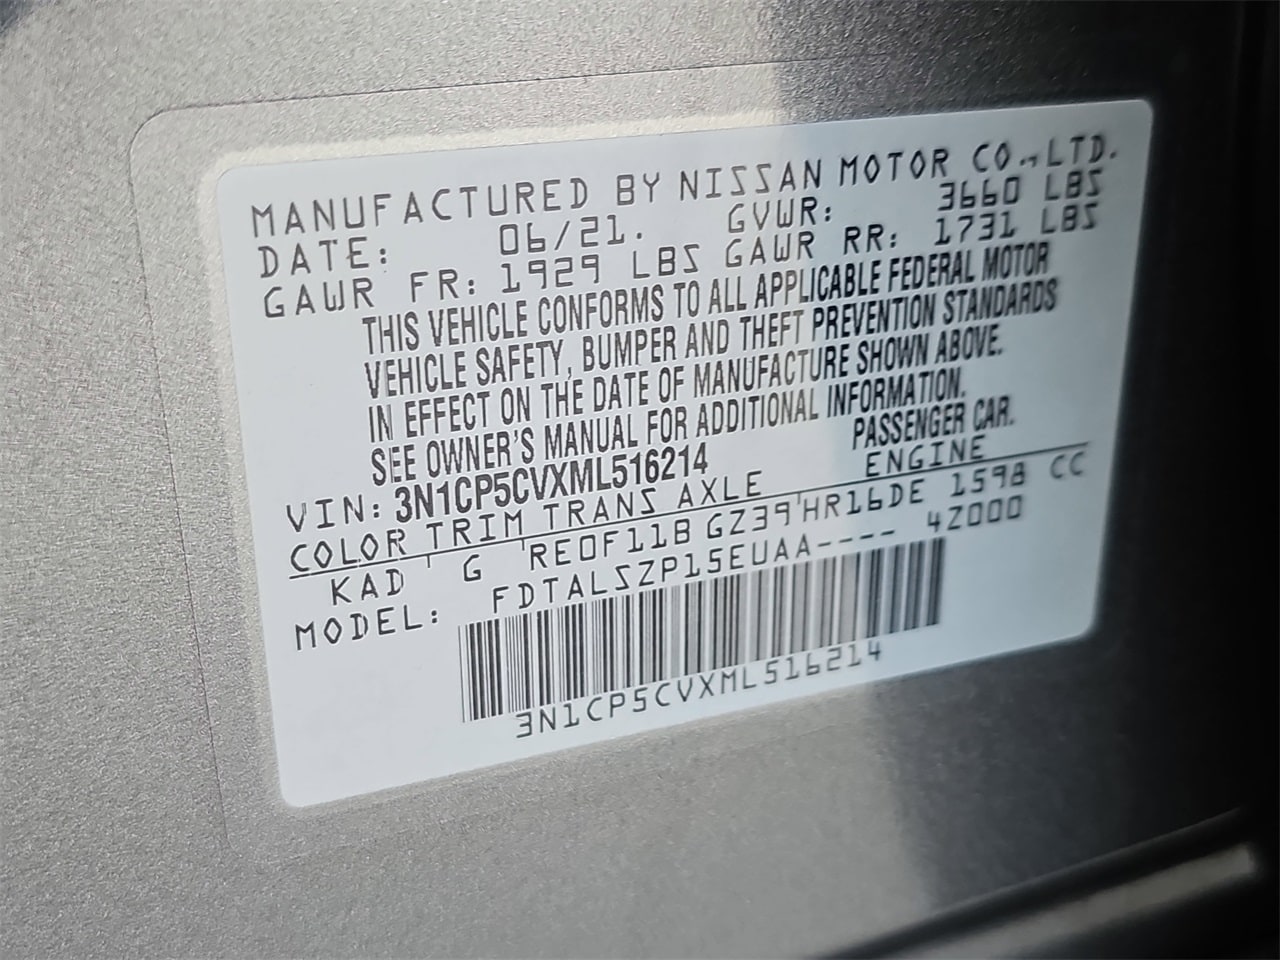 MANUFACTURED BY NISSAN MOTOR CO., LTD.
DATE: 06/21. GVWR: 3660 LBS
GAWR FR: 1929 LBS GAWR RR: 1731 LBS
THIS VEHICLE CONFORMS TO ALL APPLICABLE FEDERAL MOTOR
VEHICLE SAFETY, BUMPER AND THEFT PREVENTION STANDARDS
IN EFFECT ON THE DATE OF MANUFACTURE SHOWN ABOVE.
SEE OWNER'S MANUAL FOR ADDITIONAL INFORMATION.
VIN: 3N1CP5CVXML516214 PASSENGER CAR.
COLOR TRIM TRANS AXLE ENGINE
KAD G RE0F11B GZ39 HR16DE 1598 CC
MODEL: FDTALSZP15EUAA---- 4Z000
3N1CP5CVXML516214